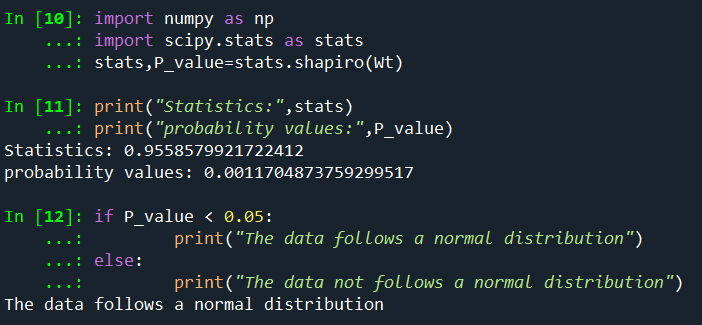 In [10]: import numpy as np
    ...: import scipy.stats as stats
    ...: stats,P_value=stats.shapiro(Wt)
In [11]: print("Statistics:",stats)
    ...: print("probability values:",P_value)
Statistics: 0.9558579921722412
probability values: 0.0011704873759299517
In [12]: if P_value < 0.05:
    ...:         print("The data follows a normal distribution")
    ...: else:
    ...:         print("The data not follows a normal distribution")
The data follows a normal distribution